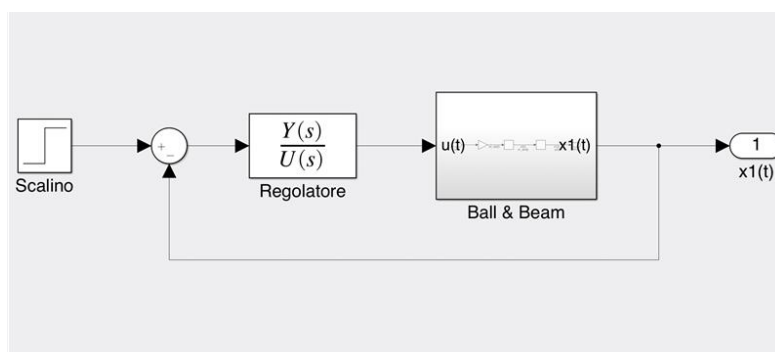 Scalino
+
−
Y(s)
U(s)
Regolatore
u(t)
x1(t)
Ball & Beam
1
x1(t)